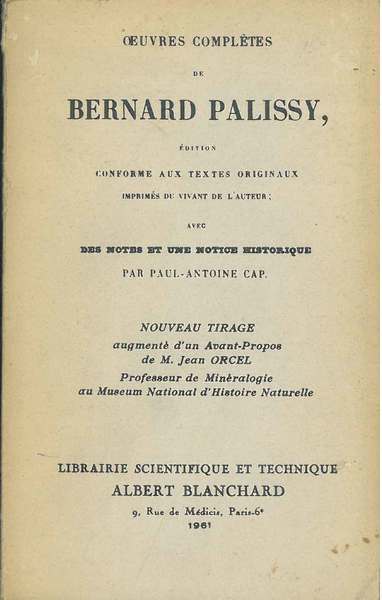 ŒUVRES COMPLÈTES
DE
BERNARD PALISSY,
ÉDITION
CONFORME AUX TEXTES ORIGINAUX
IMPRIMÉS DU VIVANT DE L'AUTEUR;
AVEC
DES NOTES ET UNE NOTICE HISTORIQUE
PAR PAUL-ANTOINE CAP.
NOUVEAU TIRAGE
augmenté d'un Avant-Propos
de M. Jean ORCEL
Professeur de Minéralogie
au Museum National d'Histoire Naturelle
LIBRAIRIE SCIENTIFIQUE ET TECHNIQUE
ALBERT BLANCHARD
9, Rue de Médicis, Paris-6e
1961